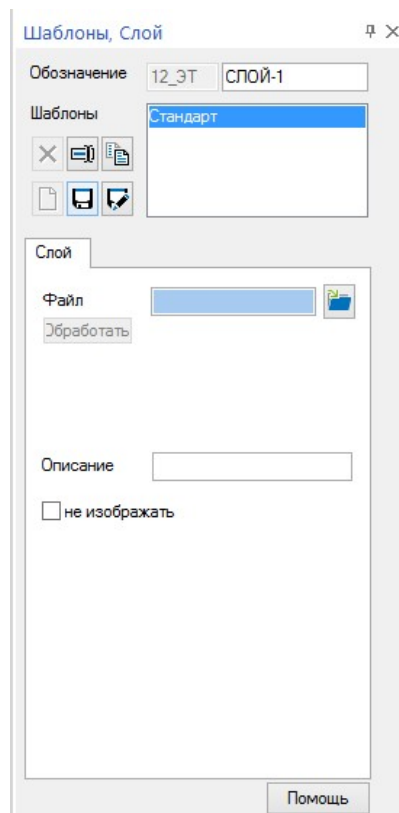 Шаблоны, Слой
Обозначение 12_ЭТ СЛОЙ-1
Шаблоны Стандарт
Слой
Файл
Обработать
Описание
не изображать
Помощь